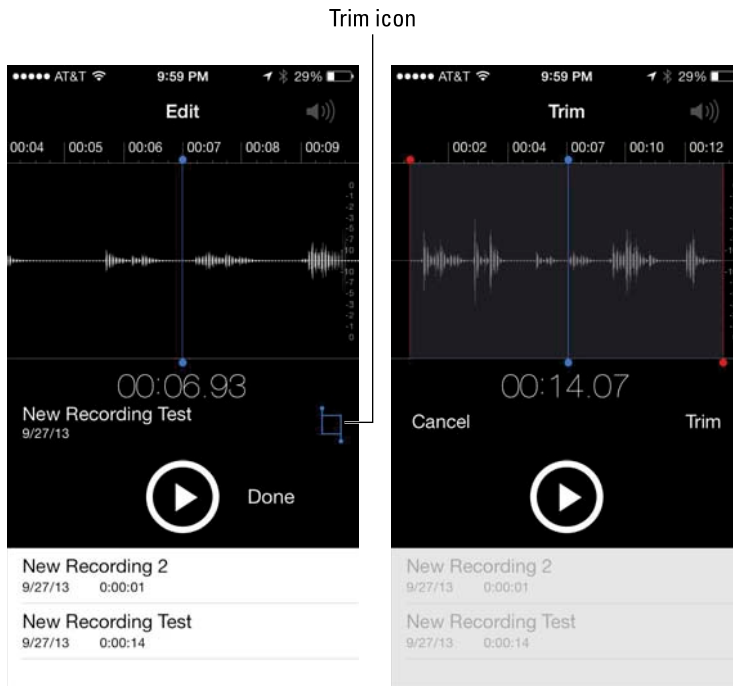 Trim icon
AT&T 9:59 PM 29%
Edit
00:04 00:05 00:06 00:07 00:08 00:09
00:06.93
New Recording Test
9/27/13
Done
New Recording 2
9/27/13 0:00:01
New Recording Test
9/27/13 0:00:14
AT&T 9:59 PM 29%
Trim
00:02 00:04 00:07 00:10 00:12
00:14.07
Cancel Trim
New Recording 2
9/27/13 0:00:01
New Recording Test
9/27/13 0:00:14